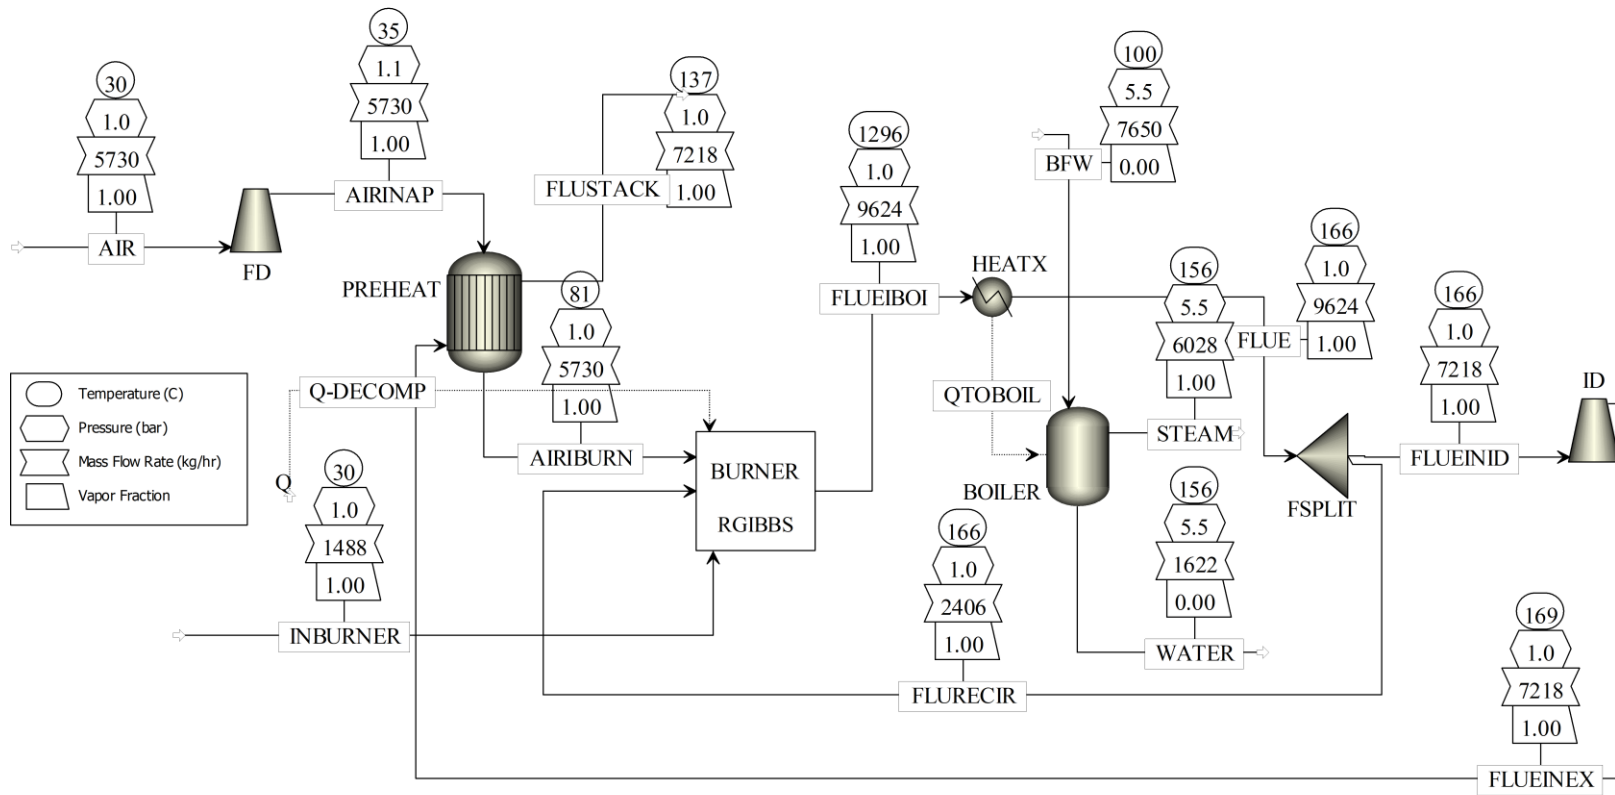 30
1.0
5730
1.00
AIR
FD
35
1.1
5730
1.00
AIRINAP
PREHEAT
137
1.0
7218
1.00
FLUSTACK
81
1.0
5730
1.00
AIRIBURN
Temperature (C)
Pressure (bar)
Mass Flow Rate (kg/hr)
Vapor Fraction
Q-DECOMP
Q
30
1.0
1488
1.00
INBURNER
BURNER
RGIBBS
1296
1.0
9624
1.00
FLUEIBOI
HEATX
QTOBOIL
100
5.5
7650
0.00
BFW
BOILER
156
5.5
6028
1.00
STEAM
156
5.5
1622
0.00
WATER
166
1.0
9624
1.00
FLUE
FSPLIT
166
1.0
2406
1.00
FLURECIR
166
1.0
7218
1.00
FLUEINID
ID
169
1.0
7218
1.00
FLUEINEX